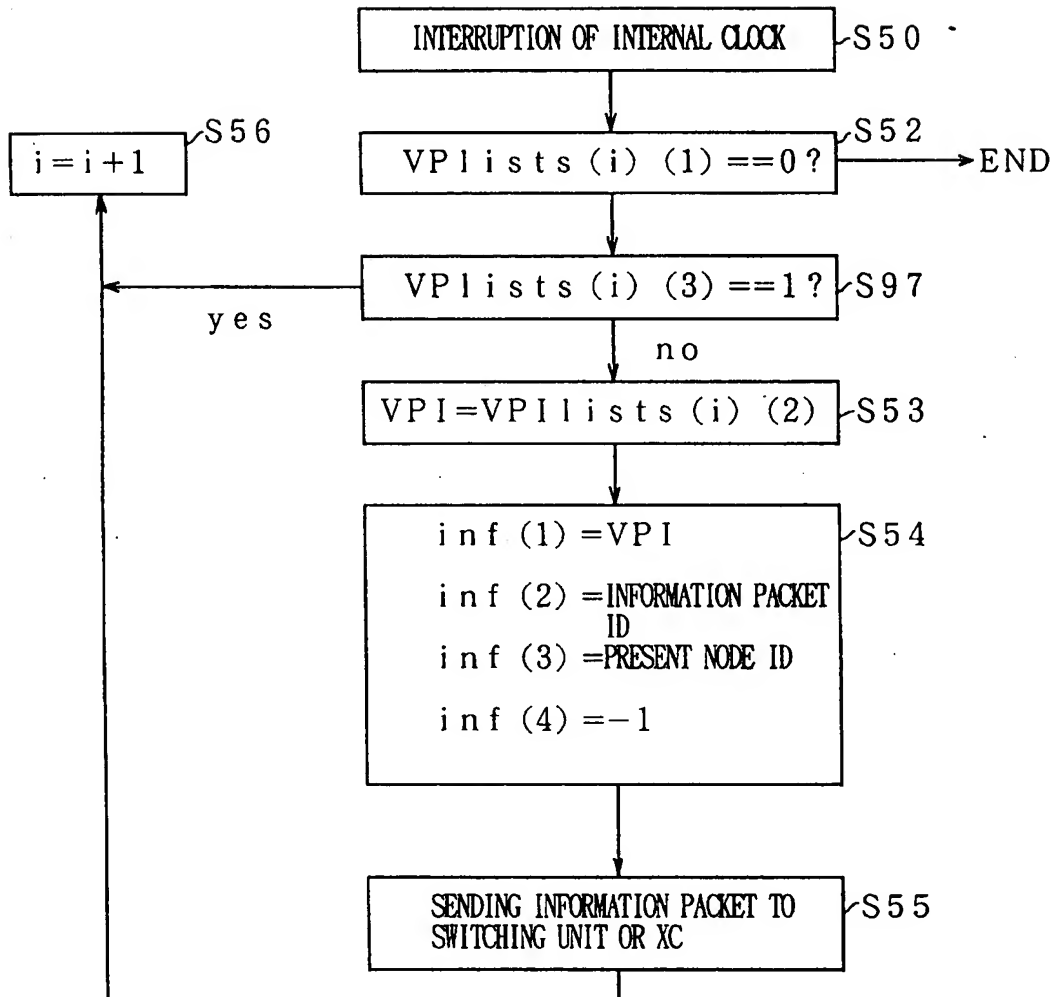 INTERRUPTION OF INTERNAL CLOCK
S50
S56
i=i+1
S52
VPlists(i)(1)==0?
END
VPlists(i)(3)==1?
S97
yes
no
VPI=VPIlists(i)(2)
S53
inf(1)=VPI
S54
inf(2)=INFORMATION PACKET
ID
inf(3)=PRESENT NODE ID
inf(4)=-1
SENDING INFORMATION PACKET TO
SWITCHING UNIT OR XC
S55